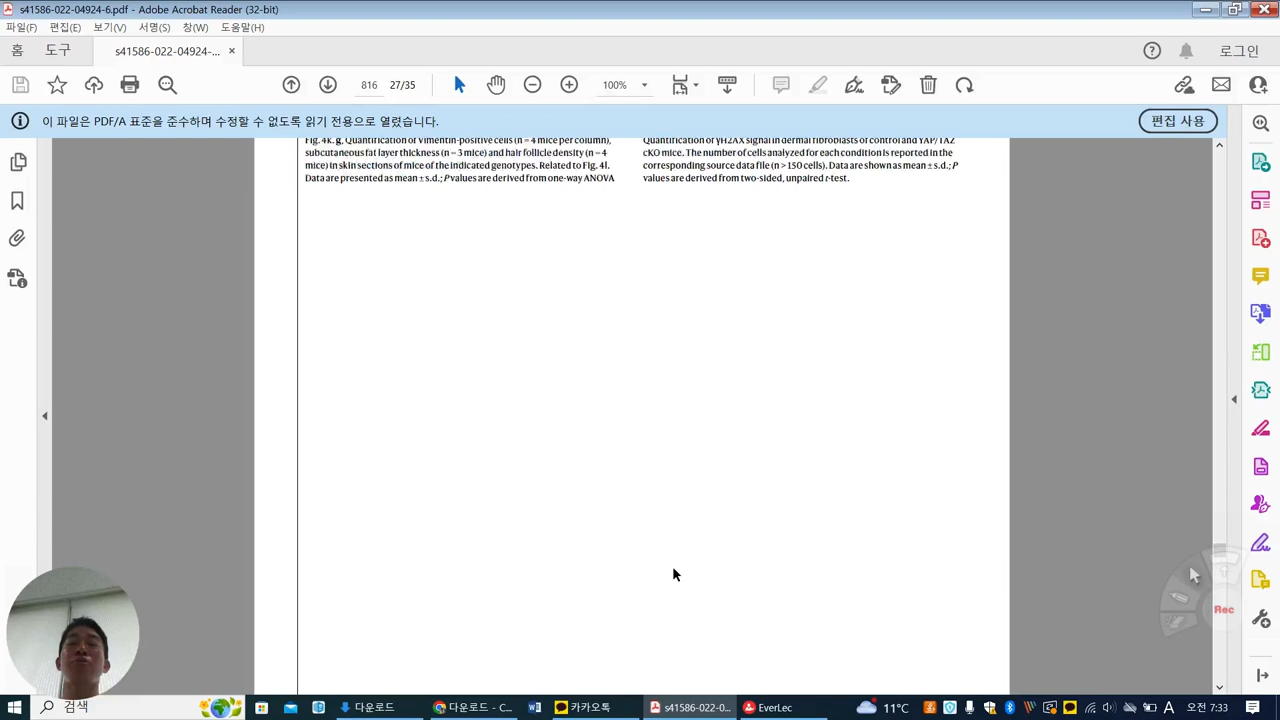 s41586-022-04924-6.pdf - Adobe Acrobat Reader (32-bit)
파일(F) 편집(E) 보기(V) 서명(S) 창(W) 도움말(H)
홈 도구 s41586-022-04924-... × 로그인
816 27/35 100%
이 파일은 PDF/A 표준을 준수하며 수정할 수 없도록 읽기 전용으로 열렸습니다. 편집 사용
Fig. 4k. g, Quantification of vimentin-positive cells (n = 4 mice per column),
subcutaneous fat layer thickness (n = 3 mice) and hair follicle density (n = 4
mice) in skin sections of mice of the indicated genotypes. Related to Fig. 4l.
Data are presented as mean ± s.d.; P values are derived from one-way ANOVA
Quantification of γH2AX signal in dermal fibroblasts of control and YAP/TAZ
cKO mice. The number of cells analyzed for each condition is reported in the
corresponding source data file (n > 150 cells). Data are shown as mean ± s.d.; P
values are derived from two-sided, unpaired t-test.
Rec
검색 다운로드 다운로드 - C... 카카오톡 s41586-022-0... EverLec 11°C A 오전 7:33